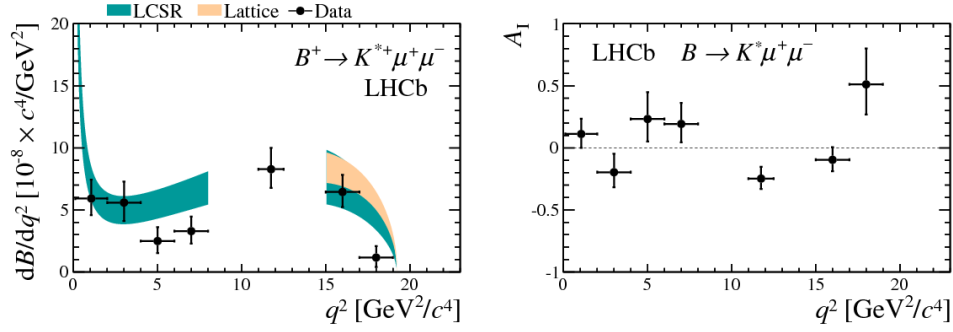 LCSR Lattice Data
B⁺ → K*⁺μ⁺μ⁻
LHCb
dB/dq² [10⁻⁸ × c⁴/GeV²]
20
15
10
5
0
0 5 10 15 20
q² [GeV²/c⁴]
LHCb B → K*μ⁺μ⁻
A_I
1
0.5
0
-0.5
-1
0 5 10 15 20
q² [GeV²/c⁴]